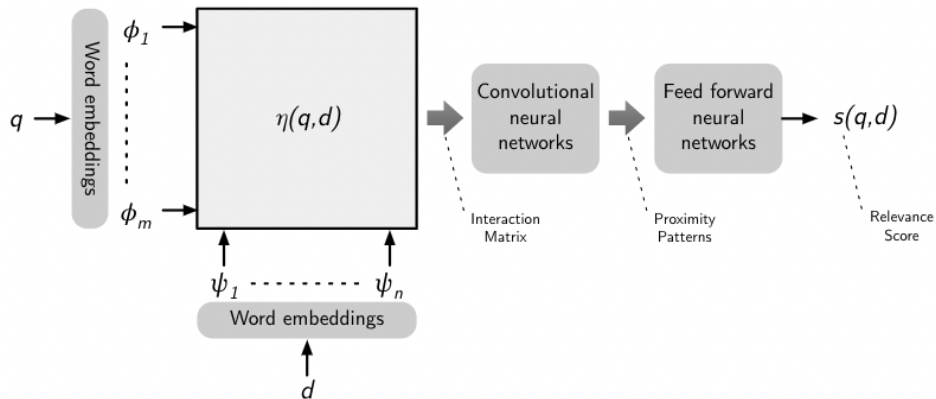 q
Word embeddings
ϕ1
ϕm
η(q,d)
ψ1
ψn
Word embeddings
d
Convolutional
neural
networks
Feed forward
neural
networks
s(q,d)
Interaction
Matrix
Proximity
Patterns
Relevance
Score